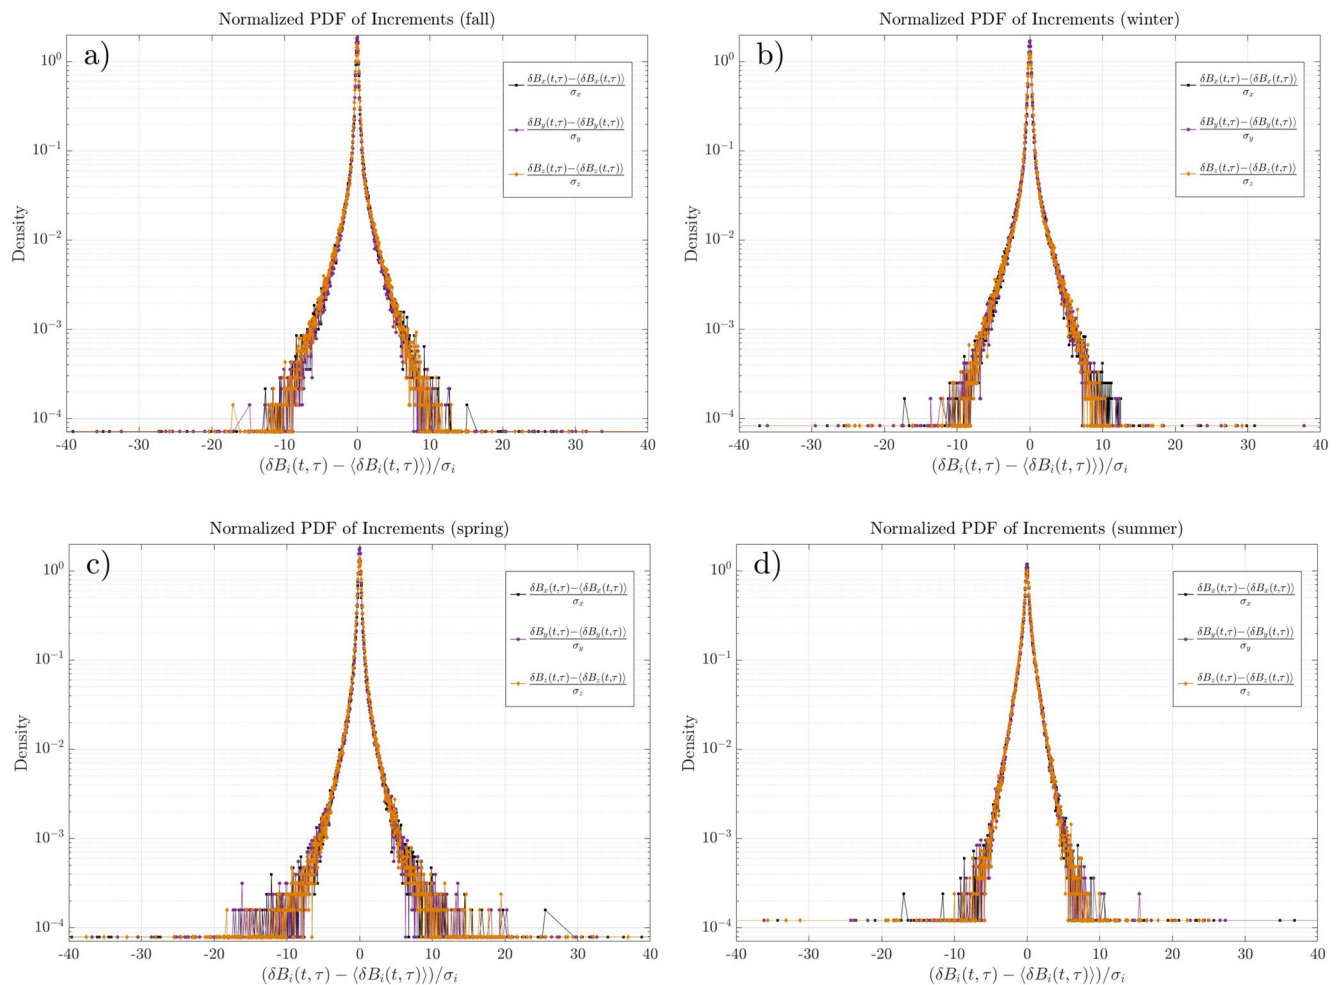 Normalized PDF of Increments (fall)
a)
Density
10^0
10^-1
10^-2
10^-3
10^-4
-40 -30 -20 -10 0 10 20 30 40
(δB_i(t,τ) − ⟨δB_i(t,τ)⟩)/σ_i
δB_x(t,τ)−⟨δB_x(t,τ)⟩
σ_x
δB_y(t,τ)−⟨δB_y(t,τ)⟩
σ_y
δB_z(t,τ)−⟨δB_z(t,τ)⟩
σ_z
Normalized PDF of Increments (winter)
b)
Density
10^0
10^-1
10^-2
10^-3
10^-4
-40 -30 -20 -10 0 10 20 30 40
(δB_i(t,τ) − ⟨δB_i(t,τ)⟩)/σ_i
δB_x(t,τ)−⟨δB_x(t,τ)⟩
σ_x
δB_y(t,τ)−⟨δB_y(t,τ)⟩
σ_y
δB_z(t,τ)−⟨δB_z(t,τ)⟩
σ_z
Normalized PDF of Increments (spring)
c)
Density
10^0
10^-1
10^-2
10^-3
10^-4
-40 -30 -20 -10 0 10 20 30 40
(δB_i(t,τ) − ⟨δB_i(t,τ)⟩)/σ_i
δB_x(t,τ)−⟨δB_x(t,τ)⟩
σ_x
δB_y(t,τ)−⟨δB_y(t,τ)⟩
σ_y
δB_z(t,τ)−⟨δB_z(t,τ)⟩
σ_z
Normalized PDF of Increments (summer)
d)
Density
10^0
10^-1
10^-2
10^-3
10^-4
-40 -30 -20 -10 0 10 20 30 40
(δB_i(t,τ) − ⟨δB_i(t,τ)⟩)/σ_i
δB_x(t,τ)−⟨δB_x(t,τ)⟩
σ_x
δB_y(t,τ)−⟨δB_y(t,τ)⟩
σ_y
δB_z(t,τ)−⟨δB_z(t,τ)⟩
σ_z